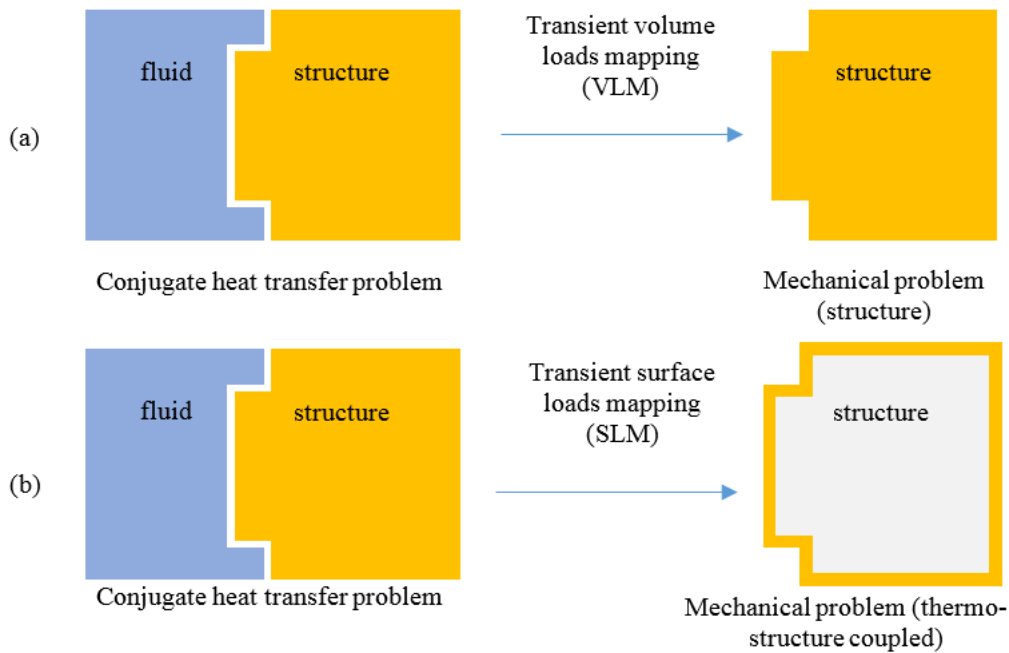 (a)
fluid
structure
Transient volume
loads mapping
(VLM)
structure
Conjugate heat transfer problem
Mechanical problem
(structure)
(b)
fluid
structure
Transient surface
loads mapping
(SLM)
structure
Conjugate heat transfer problem
Mechanical problem (thermo-
structure coupled)